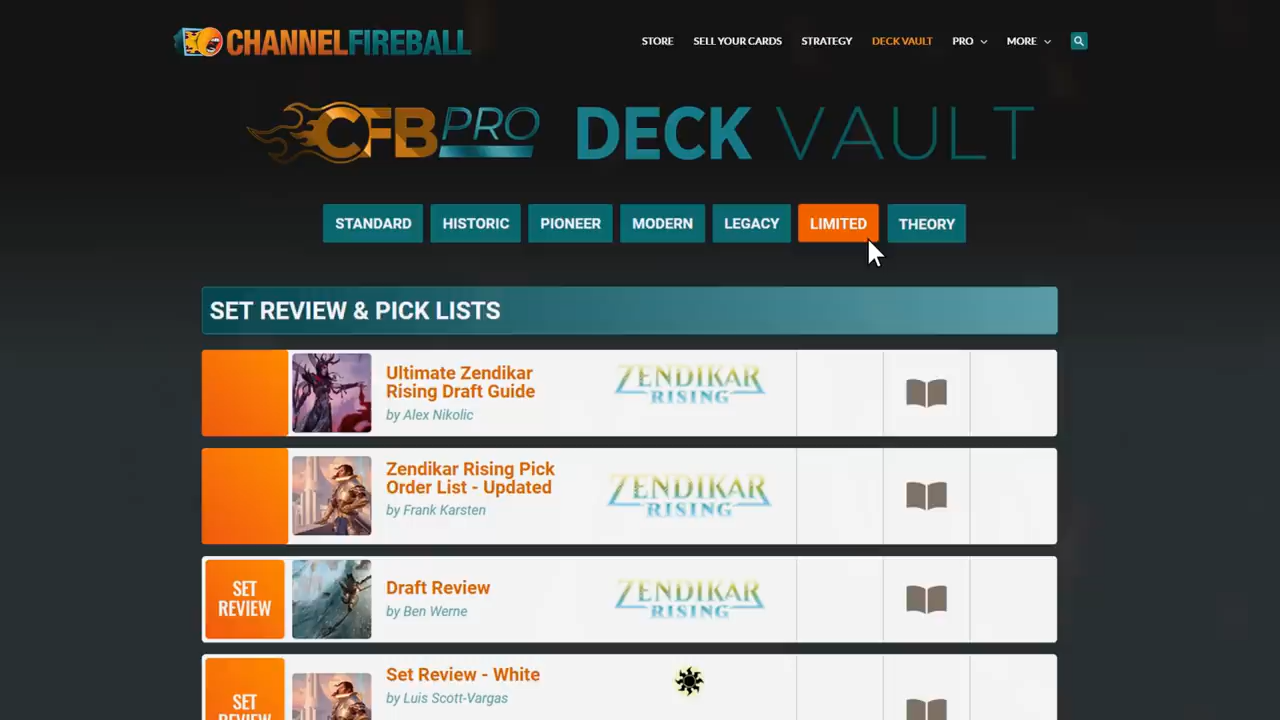 CHANNELFIREBALL
STORE SELL YOUR CARDS STRATEGY DECK VAULT PRO MORE
CFB PRO DECK VAULT
STANDARD HISTORIC PIONEER MODERN LEGACY LIMITED THEORY
SET REVIEW & PICK LISTS
Ultimate Zendikar
Rising Draft Guide
by Alex Nikolic
ZENDIKAR
RISING
Zendikar Rising Pick
Order List - Updated
by Frank Karsten
ZENDIKAR
RISING
SET
REVIEW
Draft Review
by Ben Werne
ZENDIKAR
RISING
SET
REVIEW
Set Review - White
by Luis Scott-Vargas